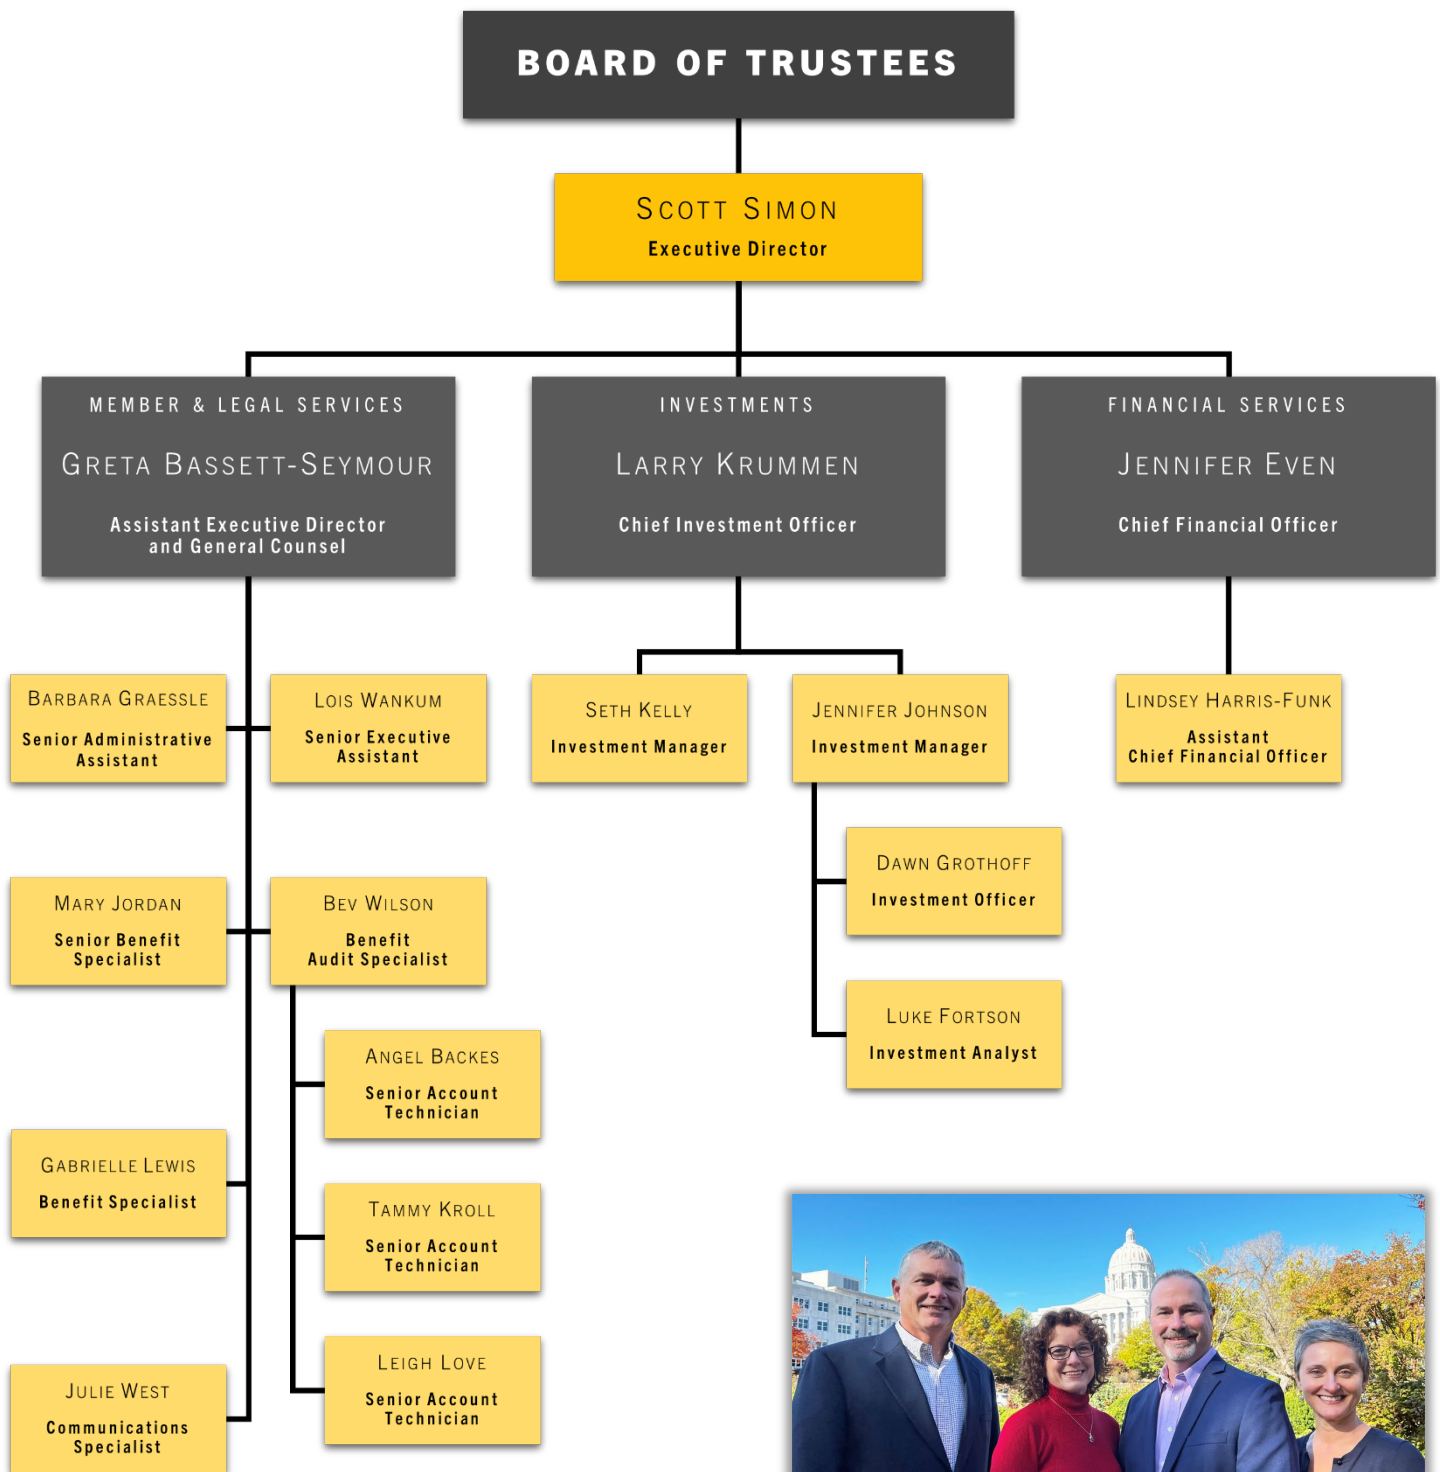 BOARD OF TRUSTEES
SCOTT SIMON
Executive Director
MEMBER & LEGAL SERVICES
GRETA BASSETT-SEYMOUR
Assistant Executive Director
and General Counsel
INVESTMENTS
LARRY KRUMMEN
Chief Investment Officer
FINANCIAL SERVICES
JENNIFER EVEN
Chief Financial Officer
BARBARA GRAESSLE
Senior Administrative
Assistant
LOIS WANKUM
Senior Executive
Assistant
SETH KELLY
Investment Manager
JENNIFER JOHNSON
Investment Manager
LINDSEY HARRIS-FUNK
Assistant
Chief Financial Officer
DAWN GROTHOFF
Investment Officer
MARY JORDAN
Senior Benefit
Specialist
BEV WILSON
Benefit
Audit Specialist
LUKE FORTSON
Investment Analyst
ANGEL BACKES
Senior Account
Technician
GABRIELLE LEWIS
Benefit Specialist
TAMMY KROLL
Senior Account
Technician
LEIGH LOVE
Senior Account
Technician
JULIE WEST
Communications
Specialist